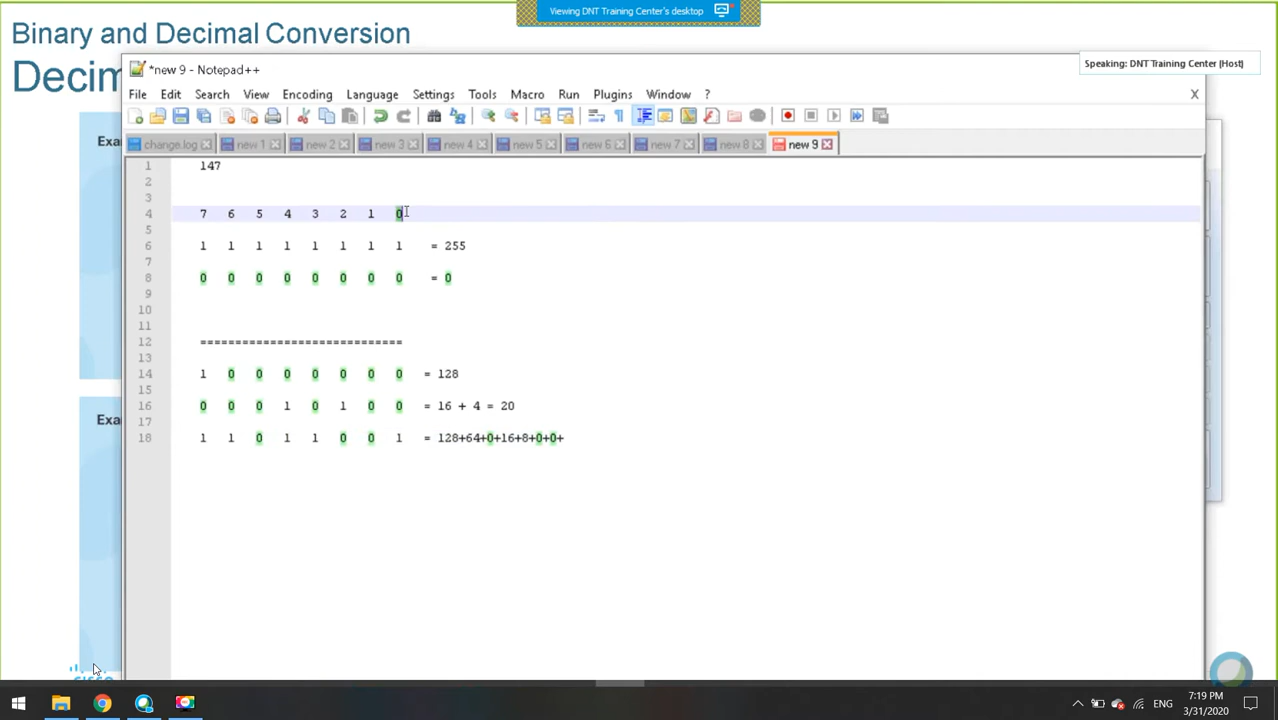 Viewing DNT Training Center's desktop
Binary and Decimal Conversion
Decim
Speaking: DNT Training Center (Host)
*new 9 - Notepad++
File Edit Search View Encoding Language Settings Tools Macro Run Plugins Window ? X
change.log new 1 new 2 new 3 new 4 new 5 new 6 new 7 new 8 new 9
Exa
Exa
1 147
2
3
4 7 6 5 4 3 2 1 0
5
6 1 1 1 1 1 1 1 1 = 255
7
8 0 0 0 0 0 0 0 0 = 0
9
10
11
12 =============================
13
14 1 0 0 0 0 0 0 0 = 128
15
16 0 0 0 1 0 1 0 0 = 16 + 4 = 20
17
18 1 1 0 1 1 0 0 1 = 128+64+0+16+8+0+0+
ENG
7:19 PM
3/31/2020